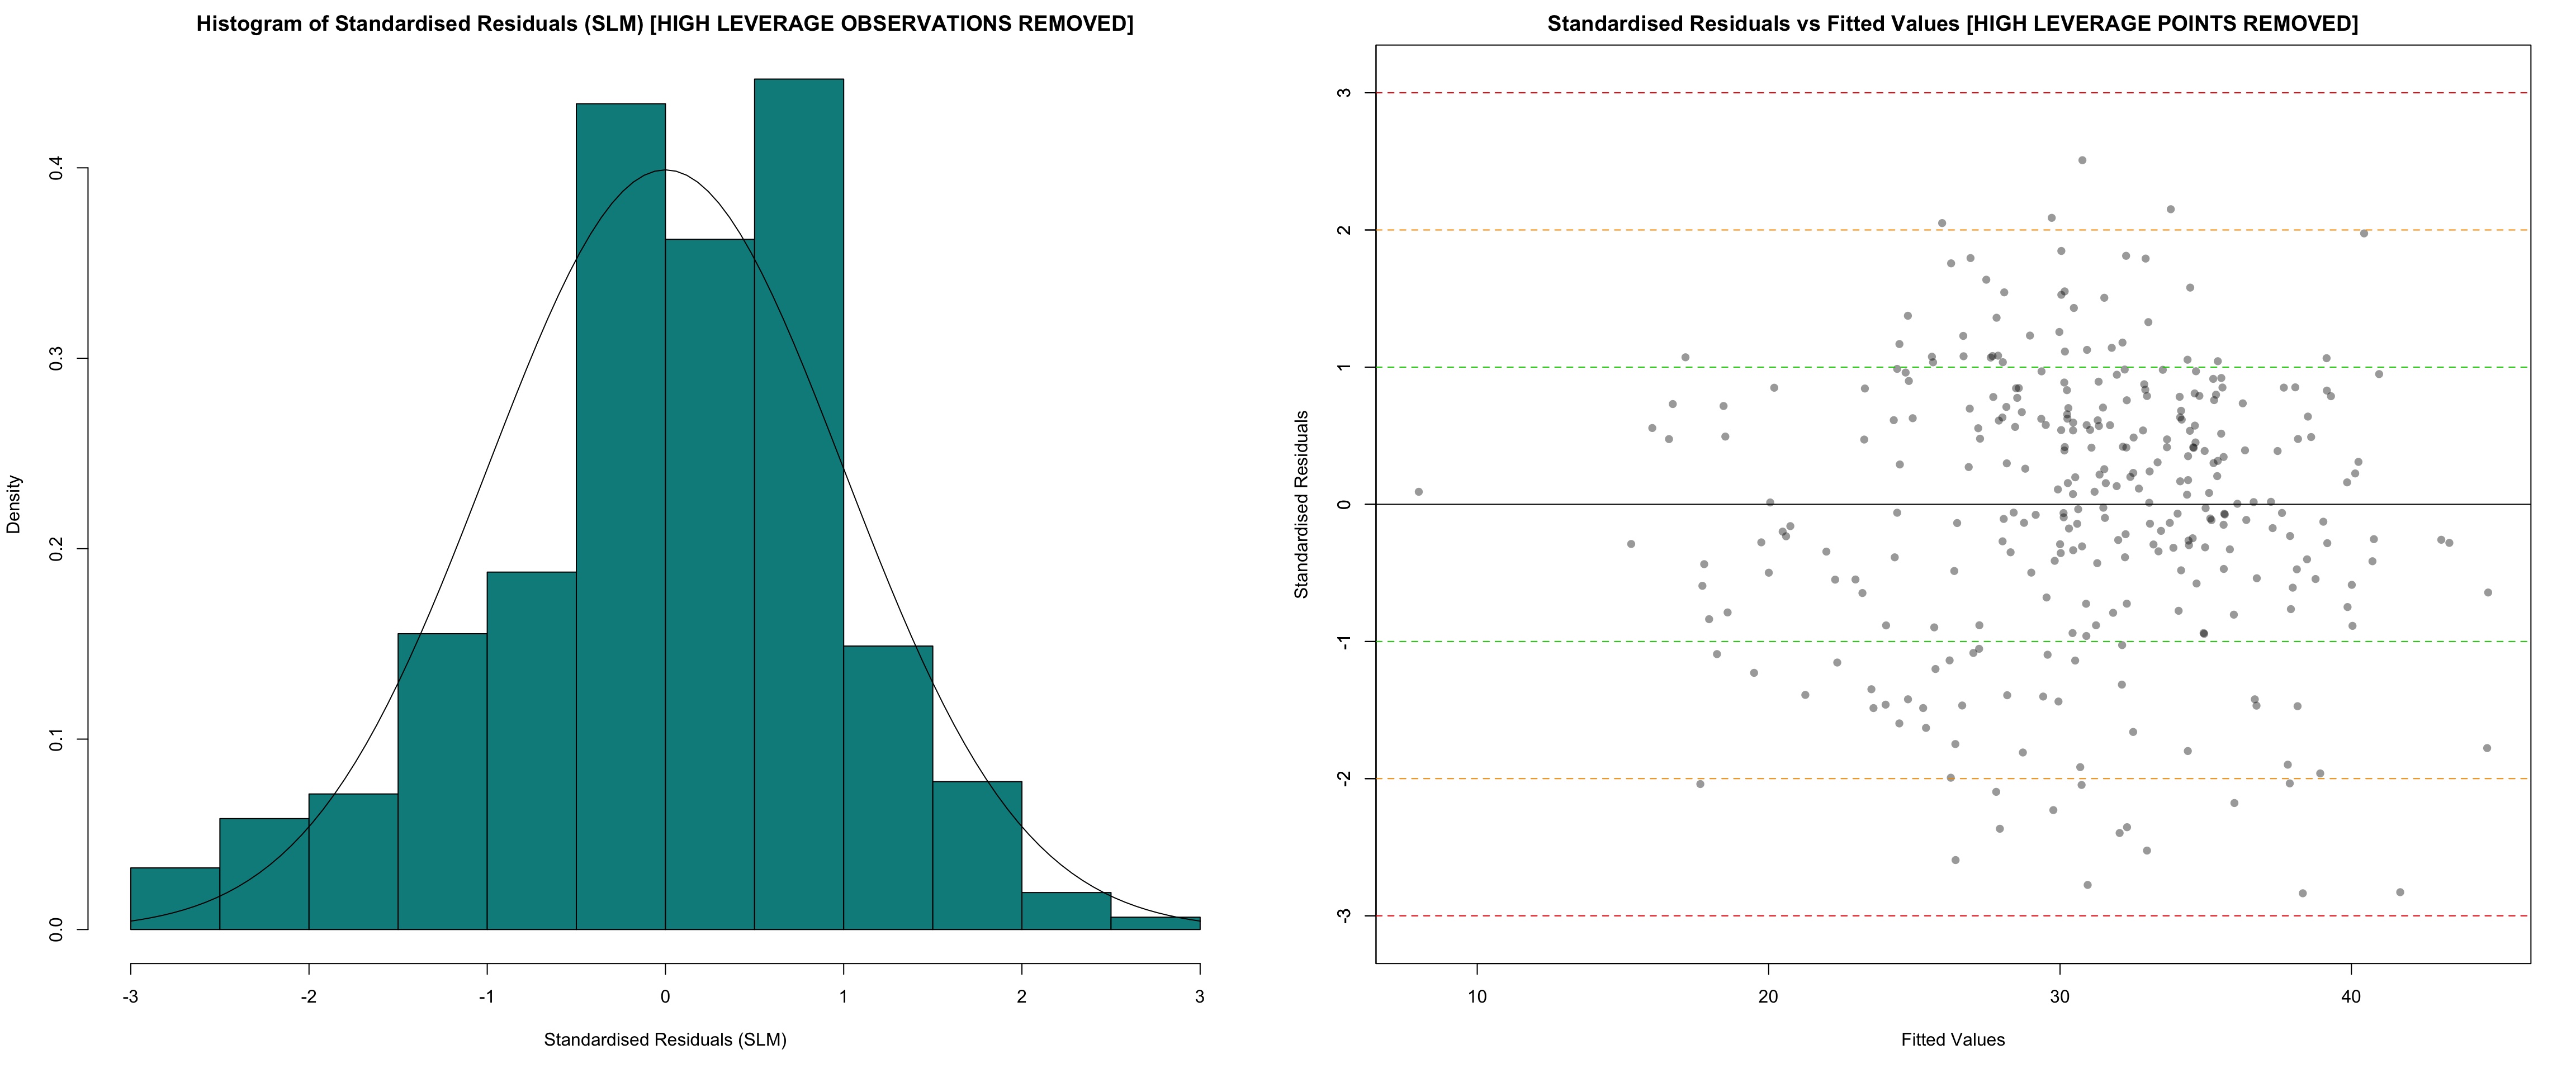 Histogram of Standardised Residuals (SLM) [HIGH LEVERAGE OBSERVATIONS REMOVED]
Density
0.4
0.3
0.2
0.1
0.0
-3 -2 -1 0 1 2 3
Standardised Residuals (SLM)
Standardised Residuals vs Fitted Values [HIGH LEVERAGE POINTS REMOVED]
Standardised Residuals
3
2
1
0
-1
-2
-3
10 20 30 40
Fitted Values